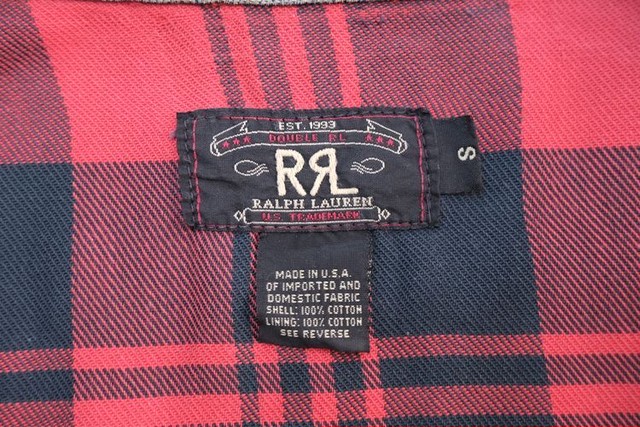 EST. 1993
★★★ DOUBLE RL ★★★
RRL
RALPH LAUREN
U.S. TRADEMARK
S
MADE IN U.S.A.
OF IMPORTED AND
DOMESTIC FABRIC
SHELL: 100% COTTON
LINING: 100% COTTON
SEE REVERSE